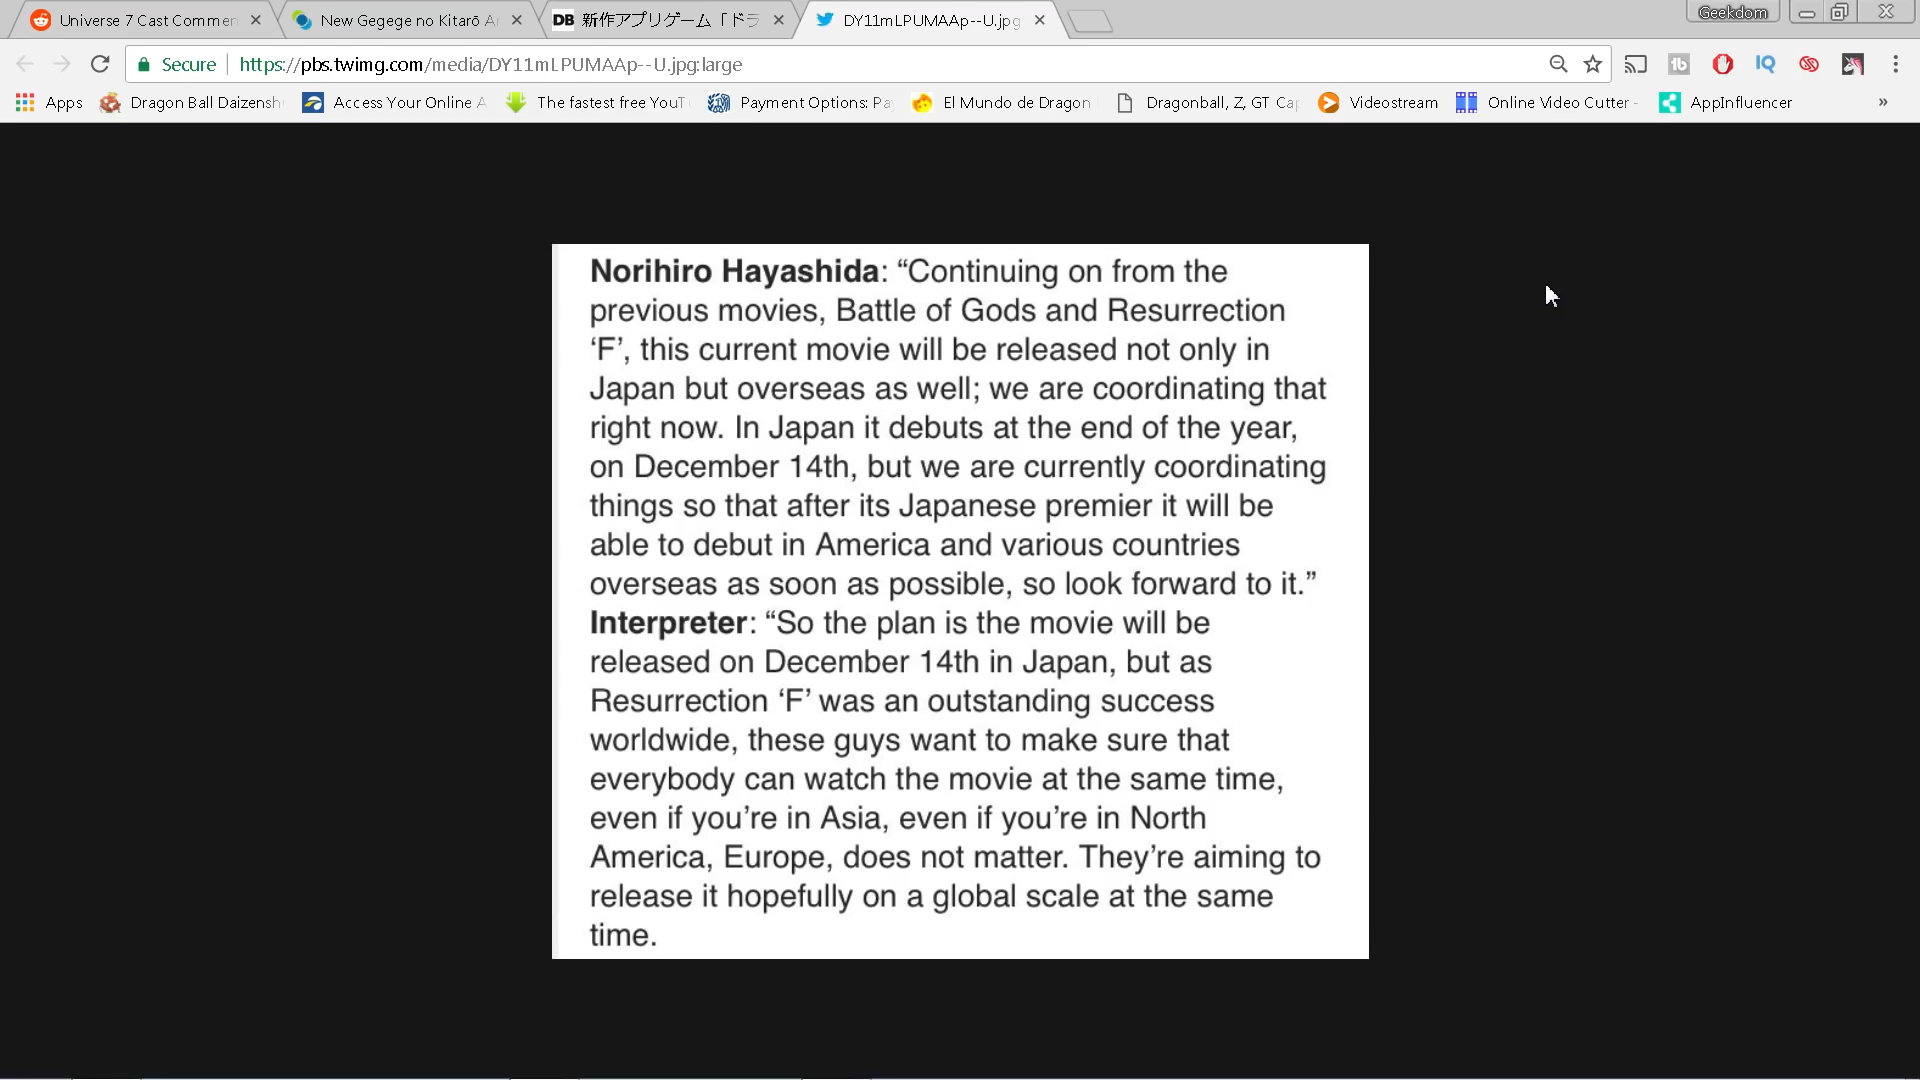 Universe 7 Cast Commen
New Gegege no Kitarō A
DB 新作アプリゲーム「ドラ
DY11mLPUMAAp--U.jpg
Geekdom
Secure https://pbs.twimg.com/media/DY11mLPUMAAp--U.jpg:large
Apps
Dragon Ball Daizensh
Access Your Online A
The fastest free YouT
Payment Options: Pa
El Mundo de Dragon
Dragonball, Z, GT Ca
Videostream
Online Video Cutter -
AppInfluencer
»
Norihiro Hayashida: “Continuing on from the
previous movies, Battle of Gods and Resurrection
‘F’, this current movie will be released not only in
Japan but overseas as well; we are coordinating that
right now. In Japan it debuts at the end of the year,
on December 14th, but we are currently coordinating
things so that after its Japanese premier it will be
able to debut in America and various countries
overseas as soon as possible, so look forward to it.”
Interpreter: “So the plan is the movie will be
released on December 14th in Japan, but as
Resurrection ‘F’ was an outstanding success
worldwide, these guys want to make sure that
everybody can watch the movie at the same time,
even if you’re in Asia, even if you’re in North
America, Europe, does not matter. They’re aiming to
release it hopefully on a global scale at the same
time.